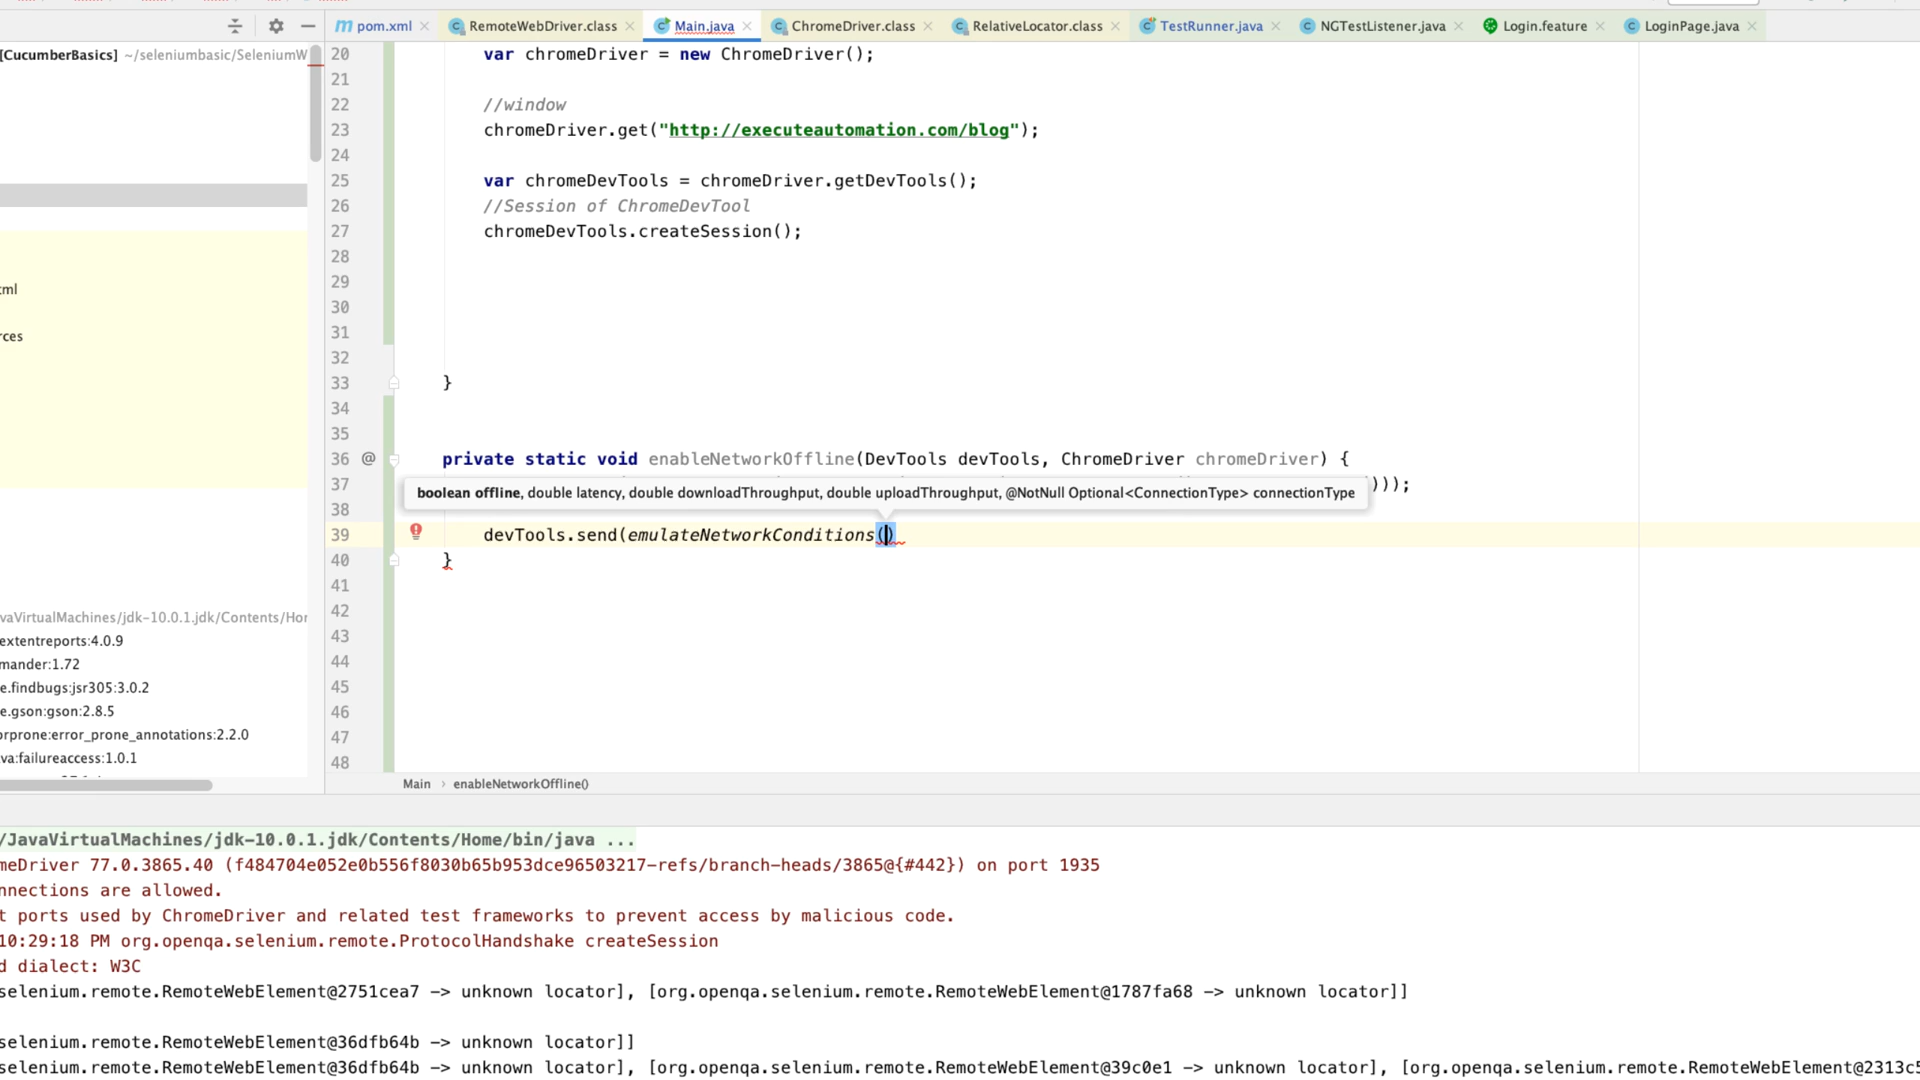 pom.xml RemoteWebDriver.class Main.java ChromeDriver.class RelativeLocator.class TestRunner.java NGTestListener.java Login.feature LoginPage.java
[CucumberBasics] ~/seleniumbasic/SeleniumW
20 var chromeDriver = new ChromeDriver();
21
22 //window
23 chromeDriver.get("http://executeautomation.com/blog");
24
25 var chromeDevTools = chromeDriver.getDevTools();
26 //Session of ChromeDevTool
27 chromeDevTools.createSession();
28
29
30
31
32
33 }
34
35
36 @ private static void enableNetworkOffline(DevTools devTools, ChromeDriver chromeDriver) {
37 )));
boolean offline, double latency, double downloadThroughput, double uploadThroughput, @NotNull Optional<ConnectionType> connectionType
38
39 devTools.send(emulateNetworkConditions()
40 }
41
42
43
44
45
46
47
48
tml
rces
vaVirtualMachines/jdk-10.0.1.jdk/Contents/Hor
extentreports:4.0.9
mander:1.72
e.findbugs:jsr305:3.0.2
e.gson:gson:2.8.5
orprone:error_prone_annotations:2.2.0
va:failureaccess:1.0.1
Main › enableNetworkOffline()
/JavaVirtualMachines/jdk-10.0.1.jdk/Contents/Home/bin/java ...
meDriver 77.0.3865.40 (f484704e052e0b556f8030b65b953dce96503217-refs/branch-heads/3865@{#442}) on port 1935
nnections are allowed.
t ports used by ChromeDriver and related test frameworks to prevent access by malicious code.
10:29:18 PM org.openqa.selenium.remote.ProtocolHandshake createSession
d dialect: W3C
selenium.remote.RemoteWebElement@2751cea7 -> unknown locator], [org.openqa.selenium.remote.RemoteWebElement@1787fa68 -> unknown locator]]
selenium.remote.RemoteWebElement@36dfb64b -> unknown locator]]
selenium.remote.RemoteWebElement@36dfb64b -> unknown locator], [org.openqa.selenium.remote.RemoteWebElement@39c0e1 -> unknown locator], [org.openqa.selenium.remote.RemoteWebElement@2313c5